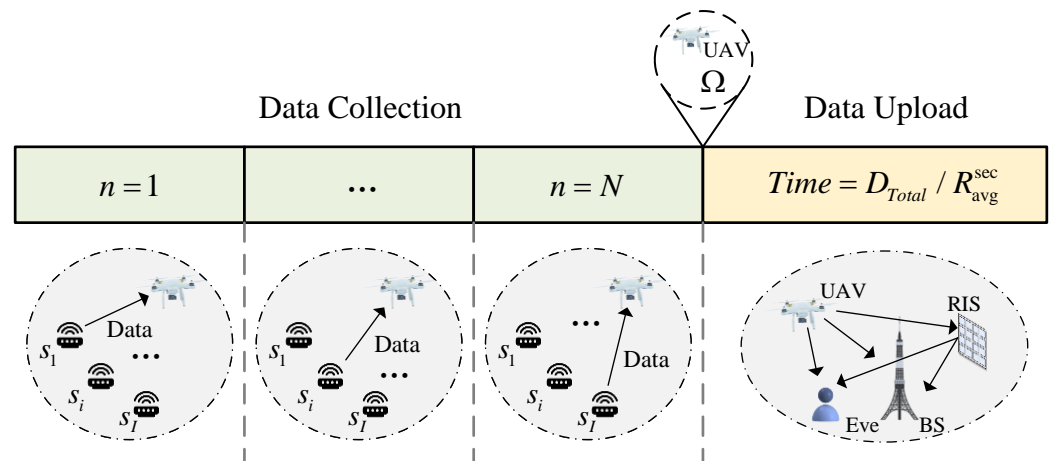 UAV
Ω
Data Collection
Data Upload
n = 1
...
n = N
Time = D_Total / R_avg^sec
Data
...
s_1
s_i
s_I
Data
...
s_1
s_i
s_I
...
Data
s_1
s_i
s_I
UAV
RIS
Eve
BS